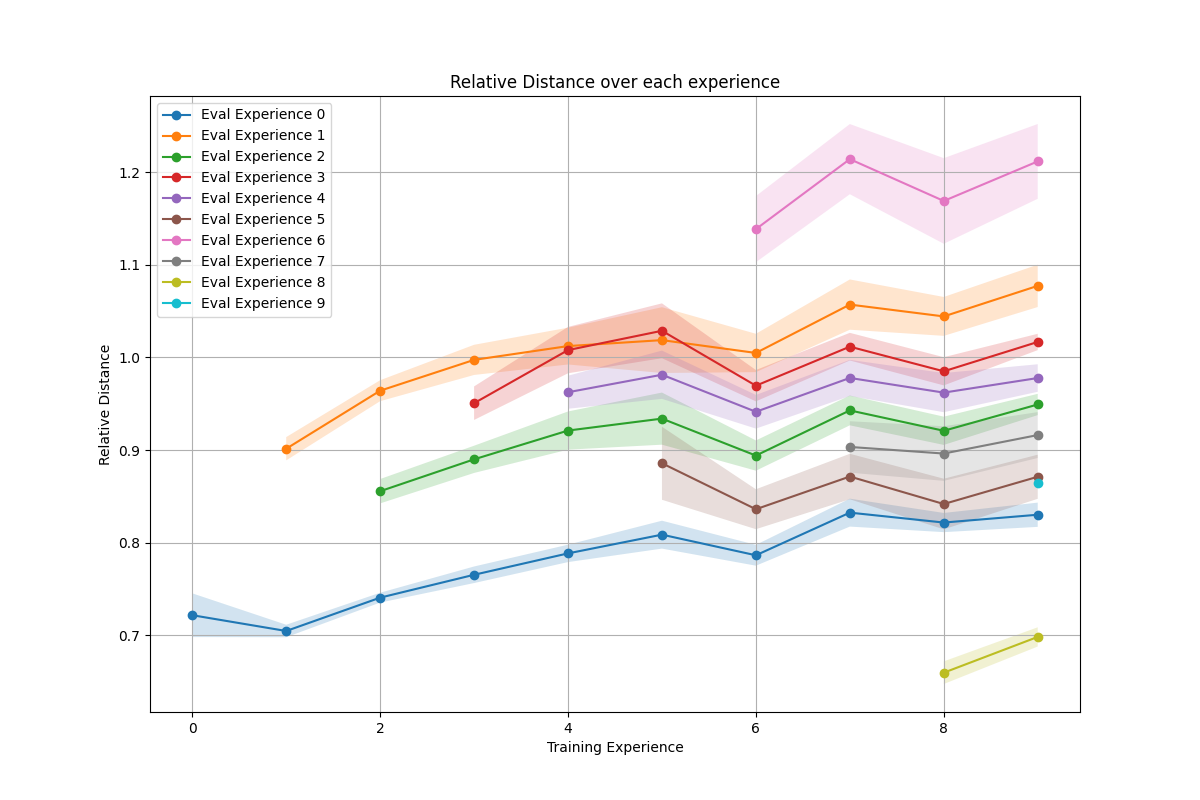 Relative Distance over each experience
Eval Experience 0
Eval Experience 1
Eval Experience 2
Eval Experience 3
Eval Experience 4
Eval Experience 5
Eval Experience 6
Eval Experience 7
Eval Experience 8
Eval Experience 9
Relative Distance
1.2
1.1
1.0
0.9
0.8
0.7
0 2 4 6 8
Training Experience